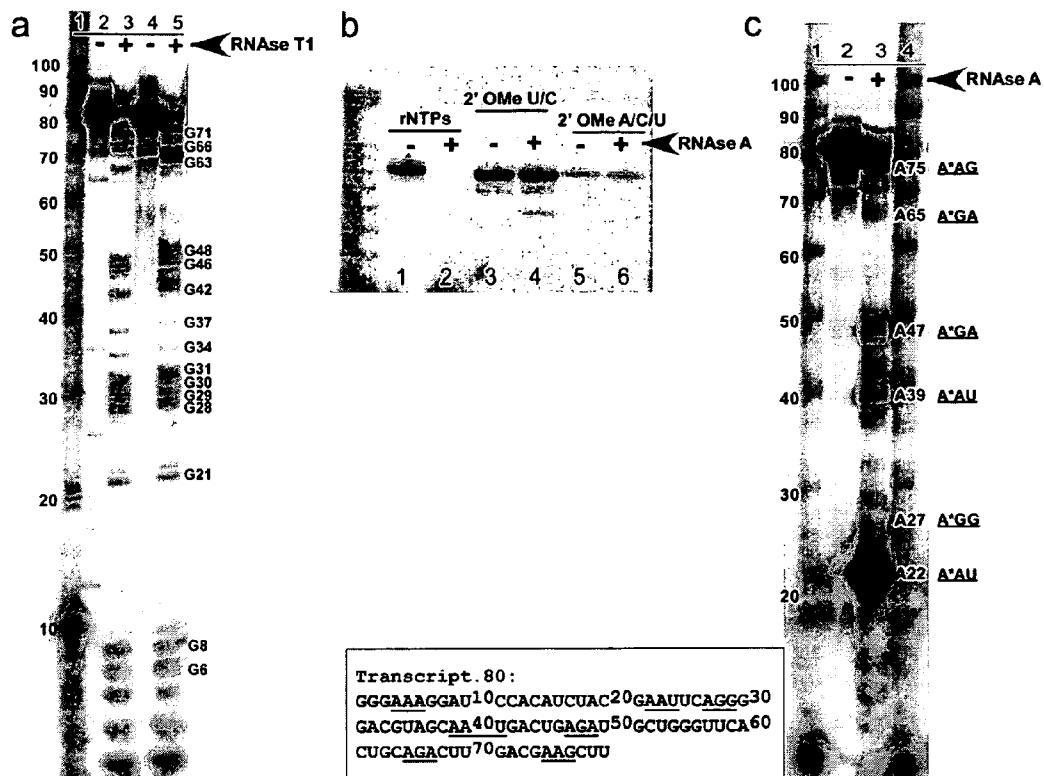 a
1 2 3 4 5
- + - + RNAse T1
100
90
80
70
60
50
40
30
20
10
G71
G66
G63
G48
G46
G42
G37
G34
G31
G30
G29
G28
G21
G8
G6
b
rNTPs
2' OMe U/C
2' OMe A/C/U
- + - + - + RNAse A
1 2 3 4 5 6
c
1 2 3 4
- + RNAse A
100
90
80
70
60
50
40
30
20
A75 A*AG
A65 A*GA
A47 A*GA
A39 A*AU
A27 A*GG
A22 A*AU
Transcript.80:
GGGAAAGGAU10CCACAUCUAC20GAAUUCAGGG30
GACGUAGCAA40UGACUGAGAU50GCUGGGUUCA60
CUGCAGACUU70GACGAAGCUU